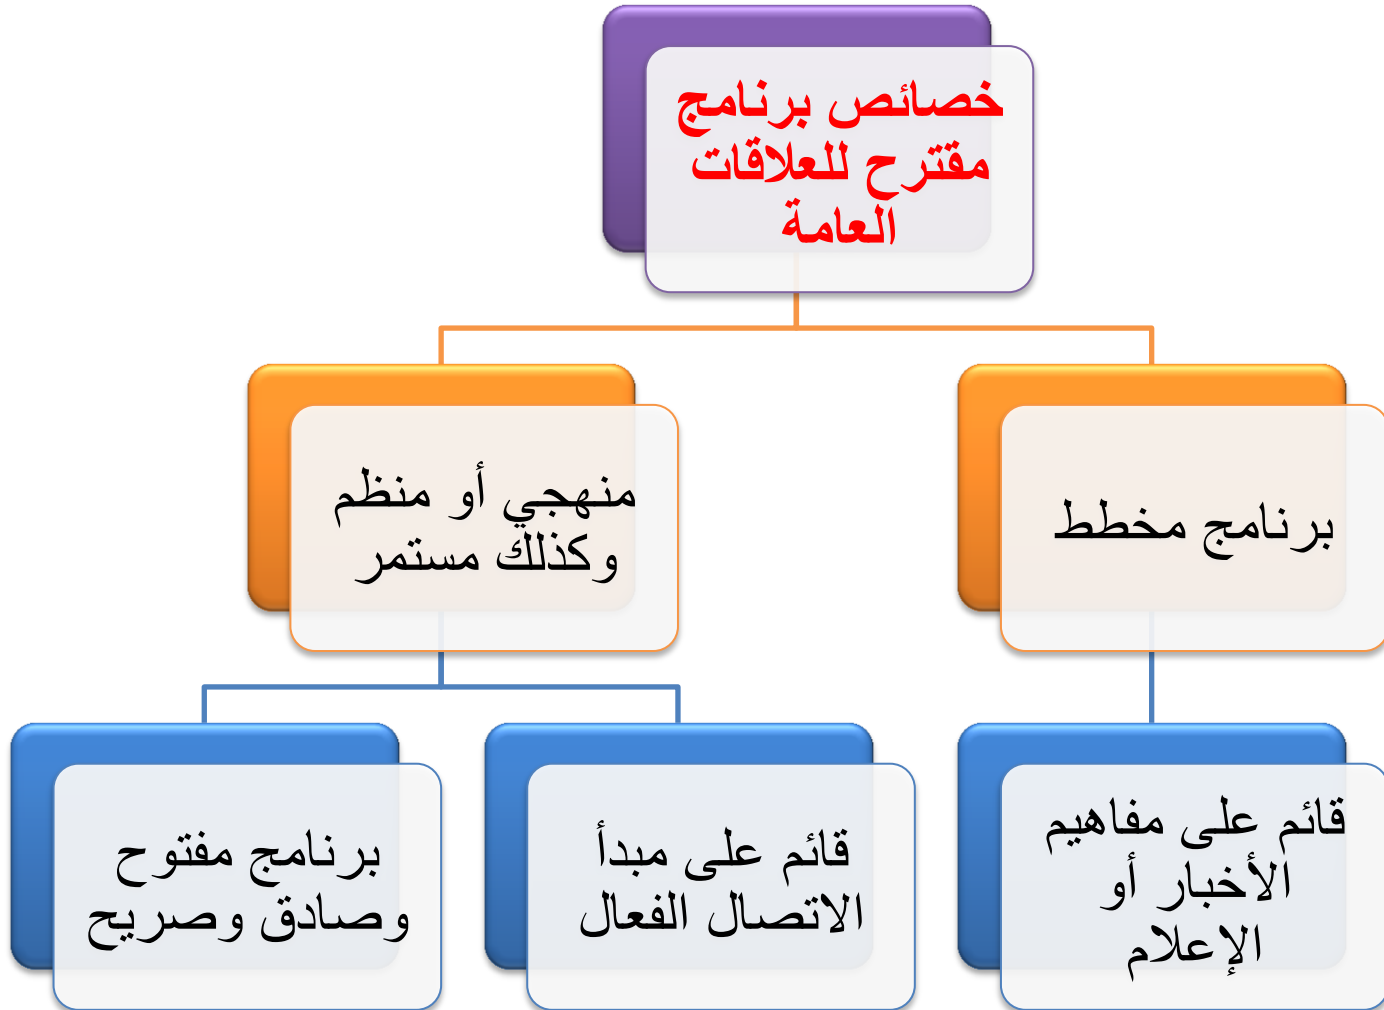 خصائص برنامج
مقترح للعلاقات
العامة
برنامج مخطط
منهجي أو منظم
وكذلك مستمر
قائم على مفاهيم
الأخبار أو
الإعلام
قائم على مبدأ
الاتصال الفعال
برنامج مفتوح
وصادق وصريح